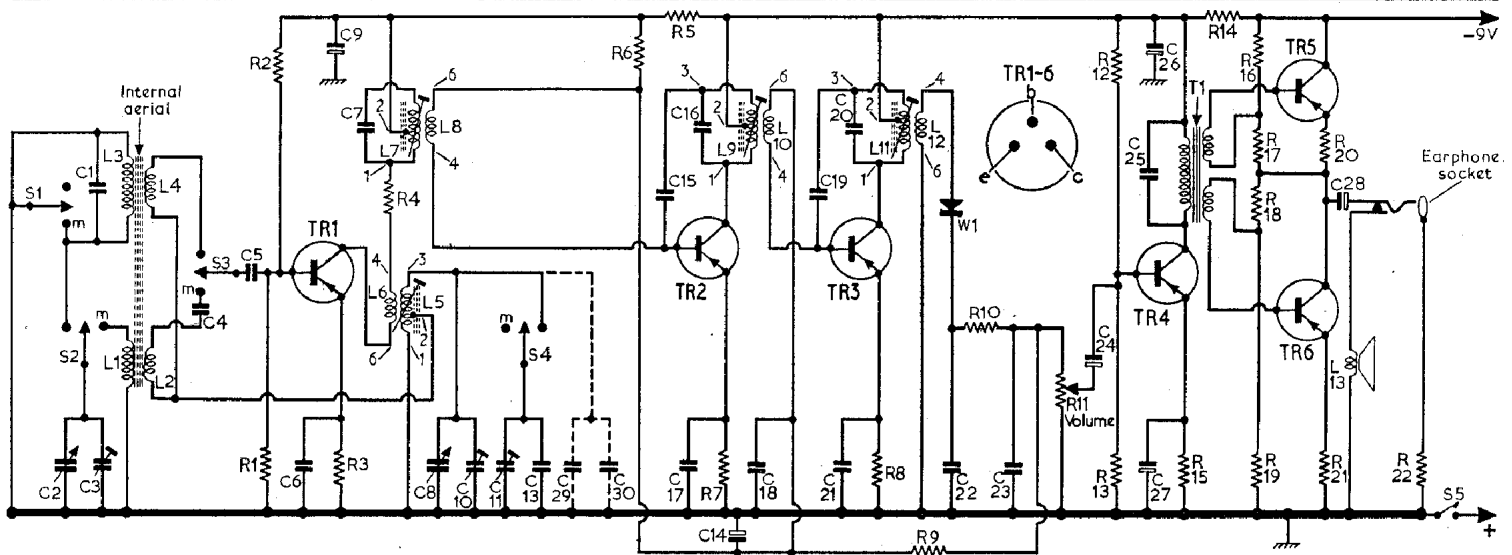 C9
R2
R5
R6
R14
-9V
C26
R12
R16
TR5
Internal aerial
TR1-6
b
e
c
3
6
3
6
3
4
2
C7
L7
L8
1
4
C16
2
L9
L10
1
4
C20
2
L11
L12
1
6
T1
C25
R17
R20
Earphone socket
C1
L3
L4
S1
m
R4
C15
C19
W1
R18
C28
C5
S3
m
C4
TR1
4
L6
3
L5
2
6
1
TR2
TR3
TR4
TR6
m
S2
L1
L2
m
S4
R10
C24
R11
Volume
L13
C2
C3
R1
C6
R3
C8
C10
C11
C13
C29
C30
C17
R7
C18
C21
R8
C22
C23
R13
C27
R15
R19
R21
R22
S5
C14
R9
+